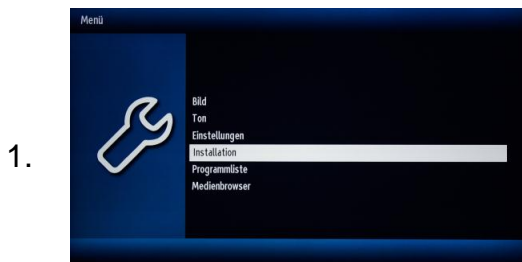 Menü
Bild
Ton
Einstellungen
1.
Installation
Programmliste
Medienbrowser